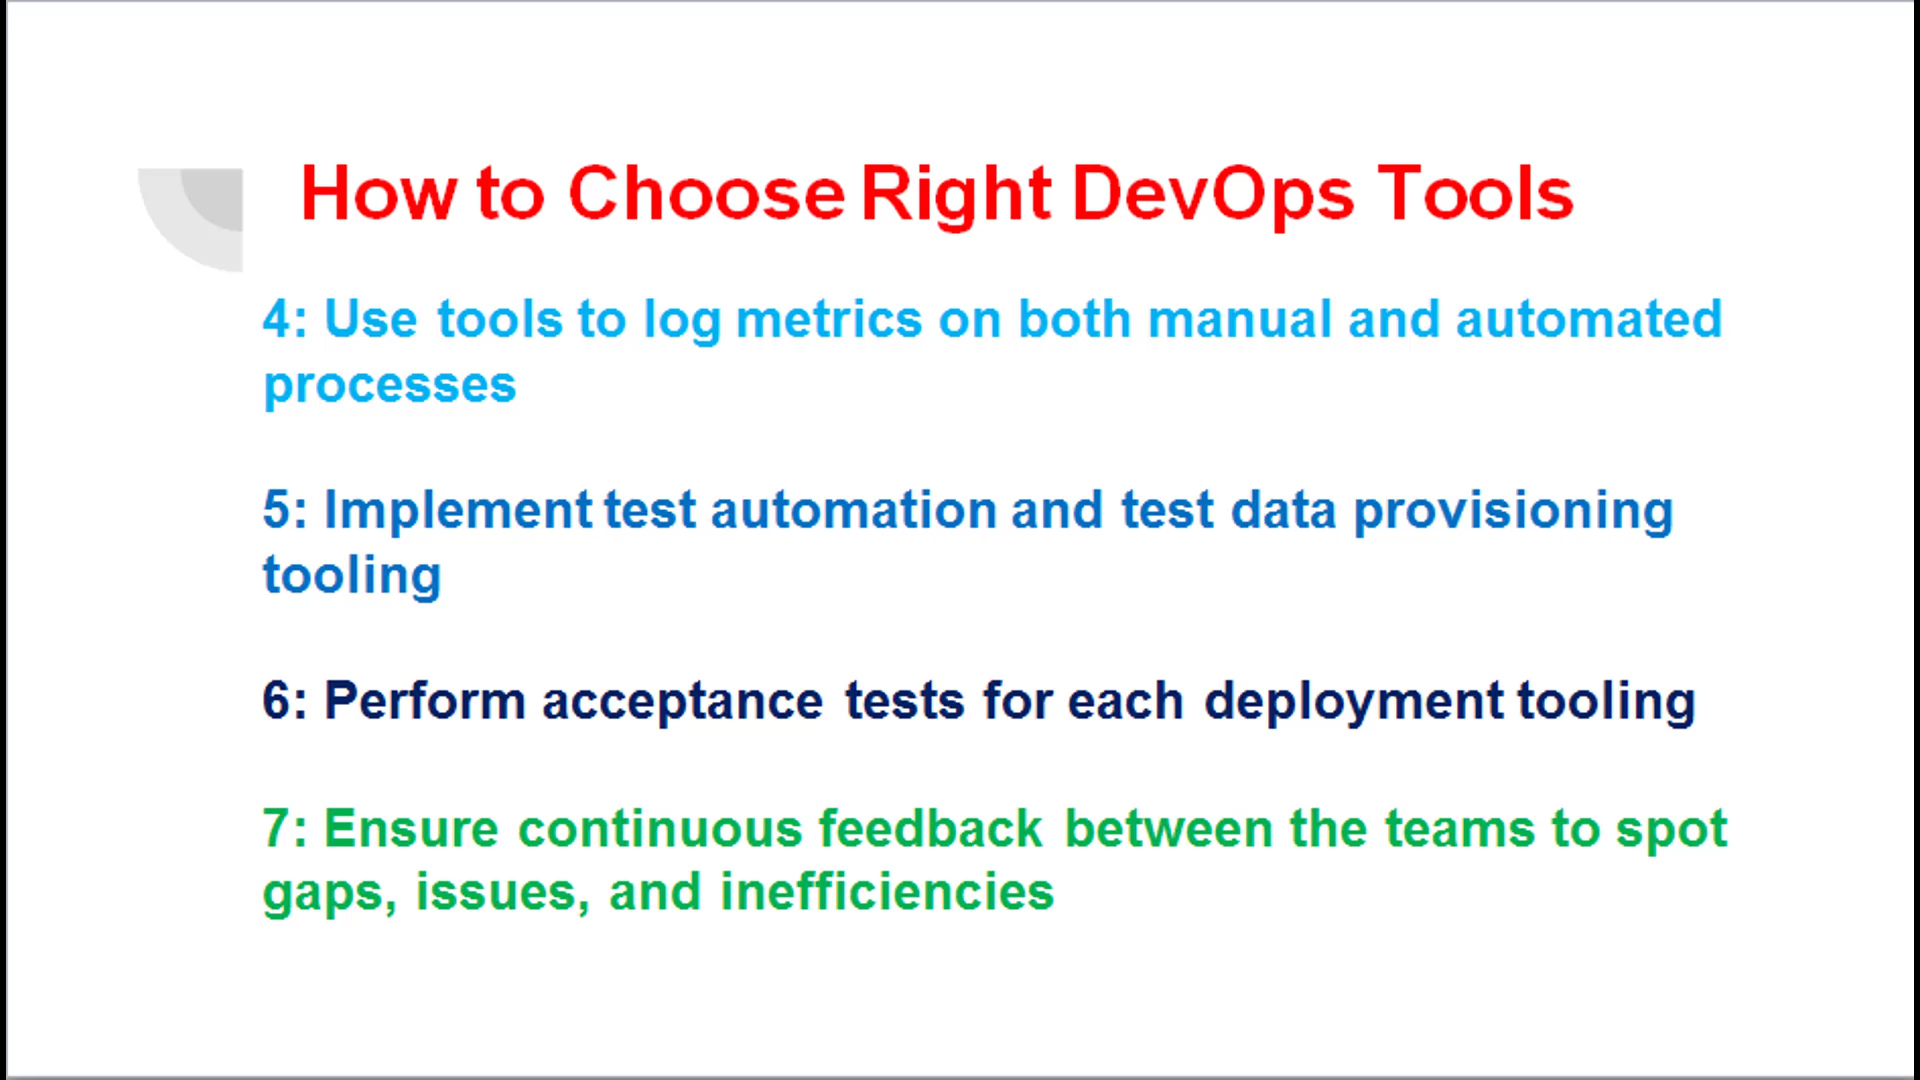 How to Choose Right DevOps Tools
4: Use tools to log metrics on both manual and automated
processes
5: Implement test automation and test data provisioning
tooling
6: Perform acceptance tests for each deployment tooling
7: Ensure continuous feedback between the teams to spot
gaps, issues, and inefficiencies